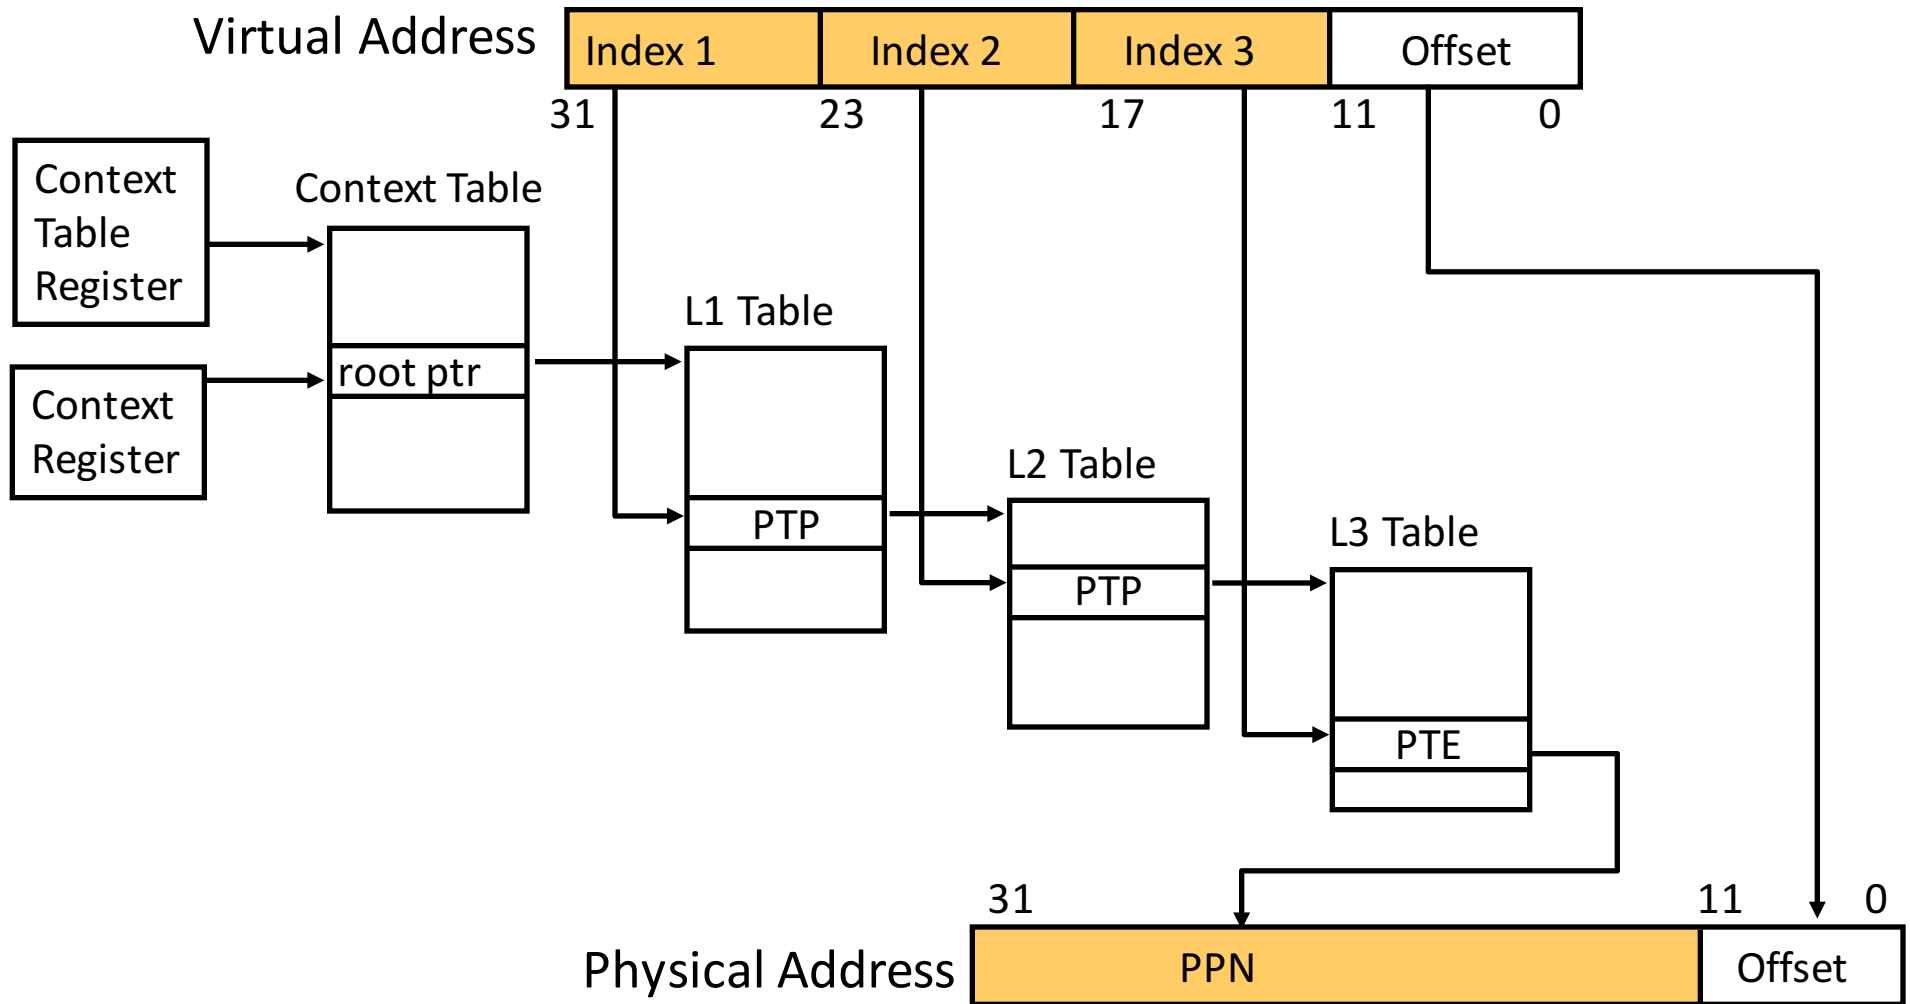 Virtual Address
Index 1
Index 2
Index 3
Offset
31
23
17
11
0
Context
Table
Register
Context Table
root ptr
Context
Register
L1 Table
PTP
L2 Table
PTP
L3 Table
PTE
31
11
0
Physical Address
PPN
Offset